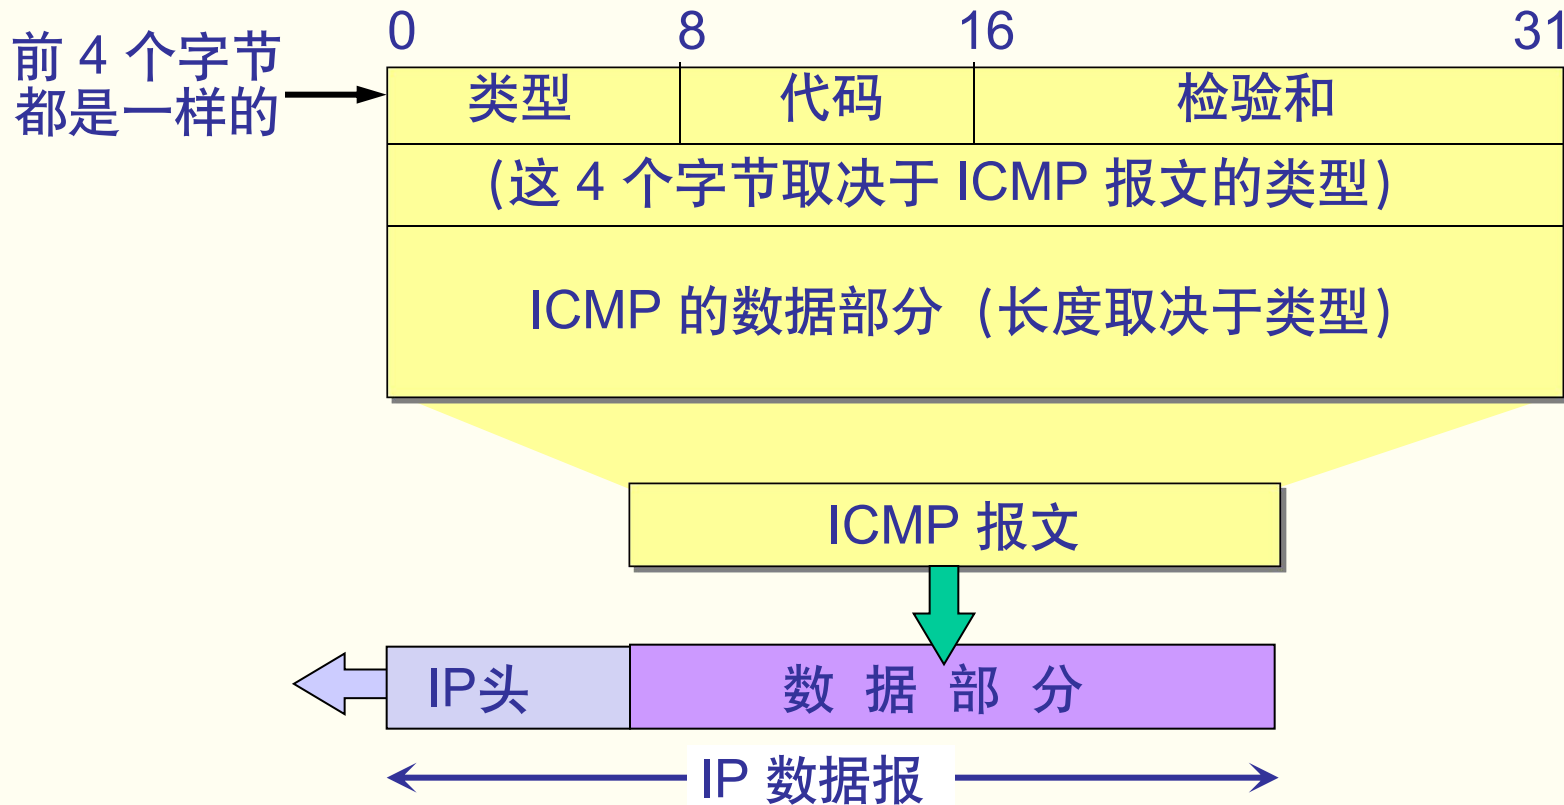 0 8 16 31
前 4 个字节
都是一样的
类型 代码 检验和
(这 4 个字节取决于 ICMP 报文的类型)
ICMP 的数据部分 (长度取决于类型)
ICMP 报文
IP头 数 据 部 分
IP 数据报